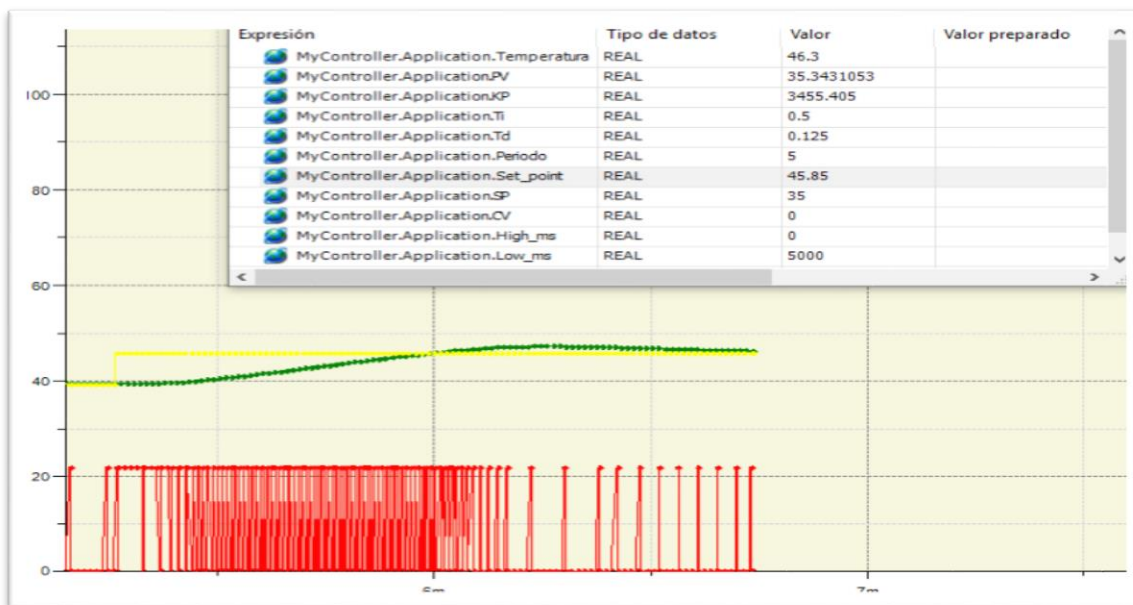 Expresión Tipo de datos Valor Valor preparado
MyController.Application.Temperatura REAL 46.3
MyController.Application.PV REAL 35.3431053
MyController.Application.KP REAL 3455.405
MyController.Application.Ti REAL 0.5
MyController.Application.Td REAL 0.125
MyController.Application.Periodo REAL 5
MyController.Application.Set_point REAL 45.85
MyController.Application.SP REAL 35
MyController.Application.CV REAL 0
MyController.Application.High_ms REAL 0
MyController.Application.Low_ms REAL 5000
100
80
60
40
20
0
6m 7m